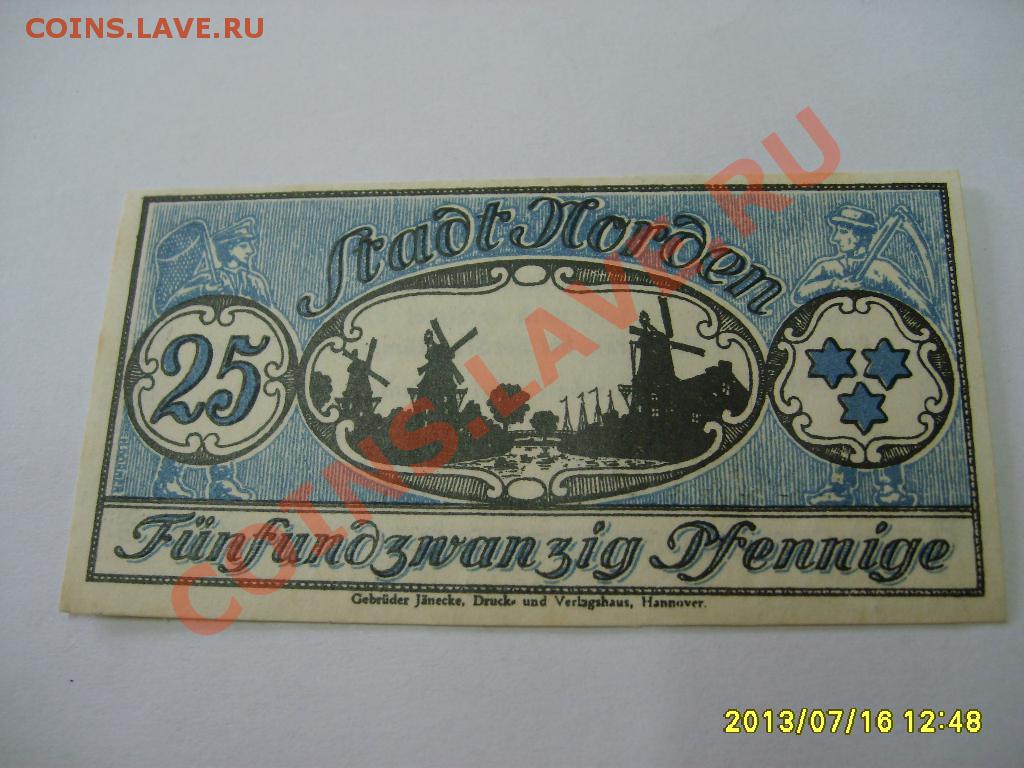 COINS.LAVE.RU
Stadt Norden
25
Fünfundzwanzig Pfennige
Gebrüder Jänecke, Druck- und Verlagshaus, Hannover.
COINS.LAVE.RU
2013/07/16 12:48